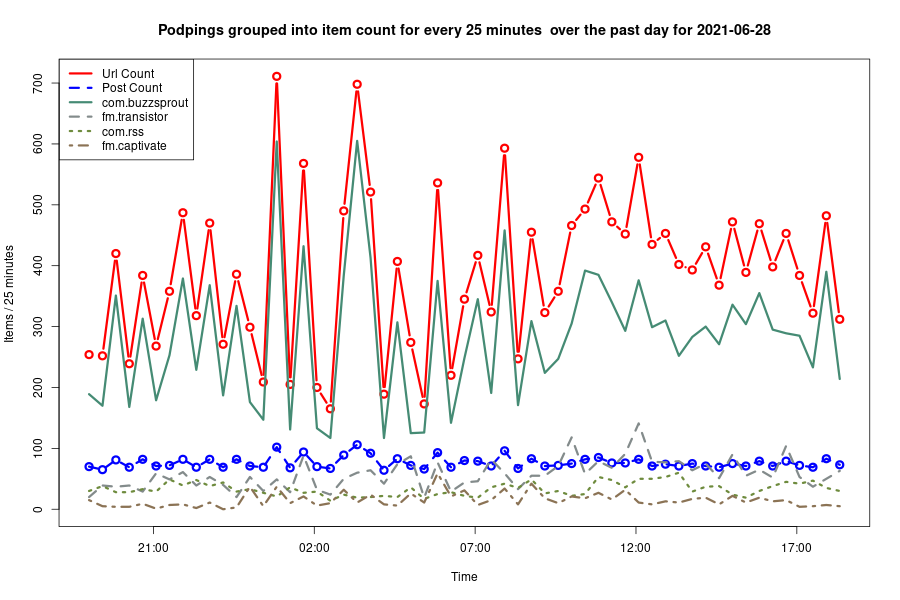 Podpings grouped into item count for every 25 minutes  over the past day for 2021-06-28
Url Count
Post Count
com.buzzsprout
fm.transistor
com.rss
fm.captivate
Items / 25 minutes
700
600
500
400
300
200
100
0
21:00
02:00
07:00
12:00
17:00
Time